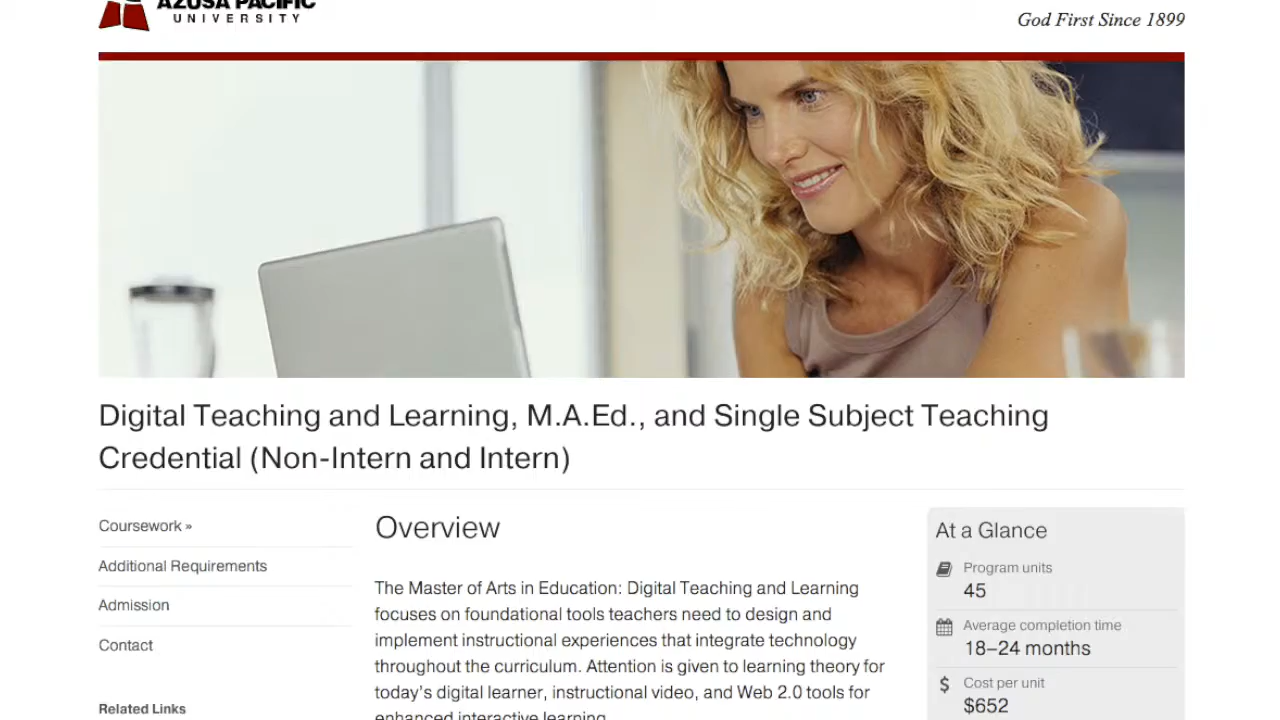 AZUSA PACIFIC
UNIVERSITY
God First Since 1899
Digital Teaching and Learning, M.A.Ed., and Single Subject Teaching
Credential (Non-Intern and Intern)
Coursework »
Additional Requirements
Admission
Contact
Related Links
Overview
The Master of Arts in Education: Digital Teaching and Learning
focuses on foundational tools teachers need to design and
implement instructional experiences that integrate technology
throughout the curriculum. Attention is given to learning theory for
today's digital learner, instructional video, and Web 2.0 tools for
enhanced interactive learning.
At a Glance
Program units
45
Average completion time
18–24 months
$ Cost per unit
$652